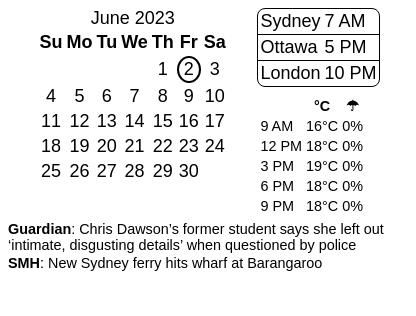 June 2023
Su Mo Tu We Th Fr Sa
1 2 3
4 5 6 7 8 9 10
11 12 13 14 15 16 17
18 19 20 21 22 23 24
25 26 27 28 29 30
Sydney 7 AM
Ottawa 5 PM
London 10 PM
°C ☂
9 AM 16°C 0%
12 PM 18°C 0%
3 PM 19°C 0%
6 PM 18°C 0%
9 PM 18°C 0%
Guardian: Chris Dawson’s former student says she left out
‘intimate, disgusting details’ when questioned by police
SMH: New Sydney ferry hits wharf at Barangaroo